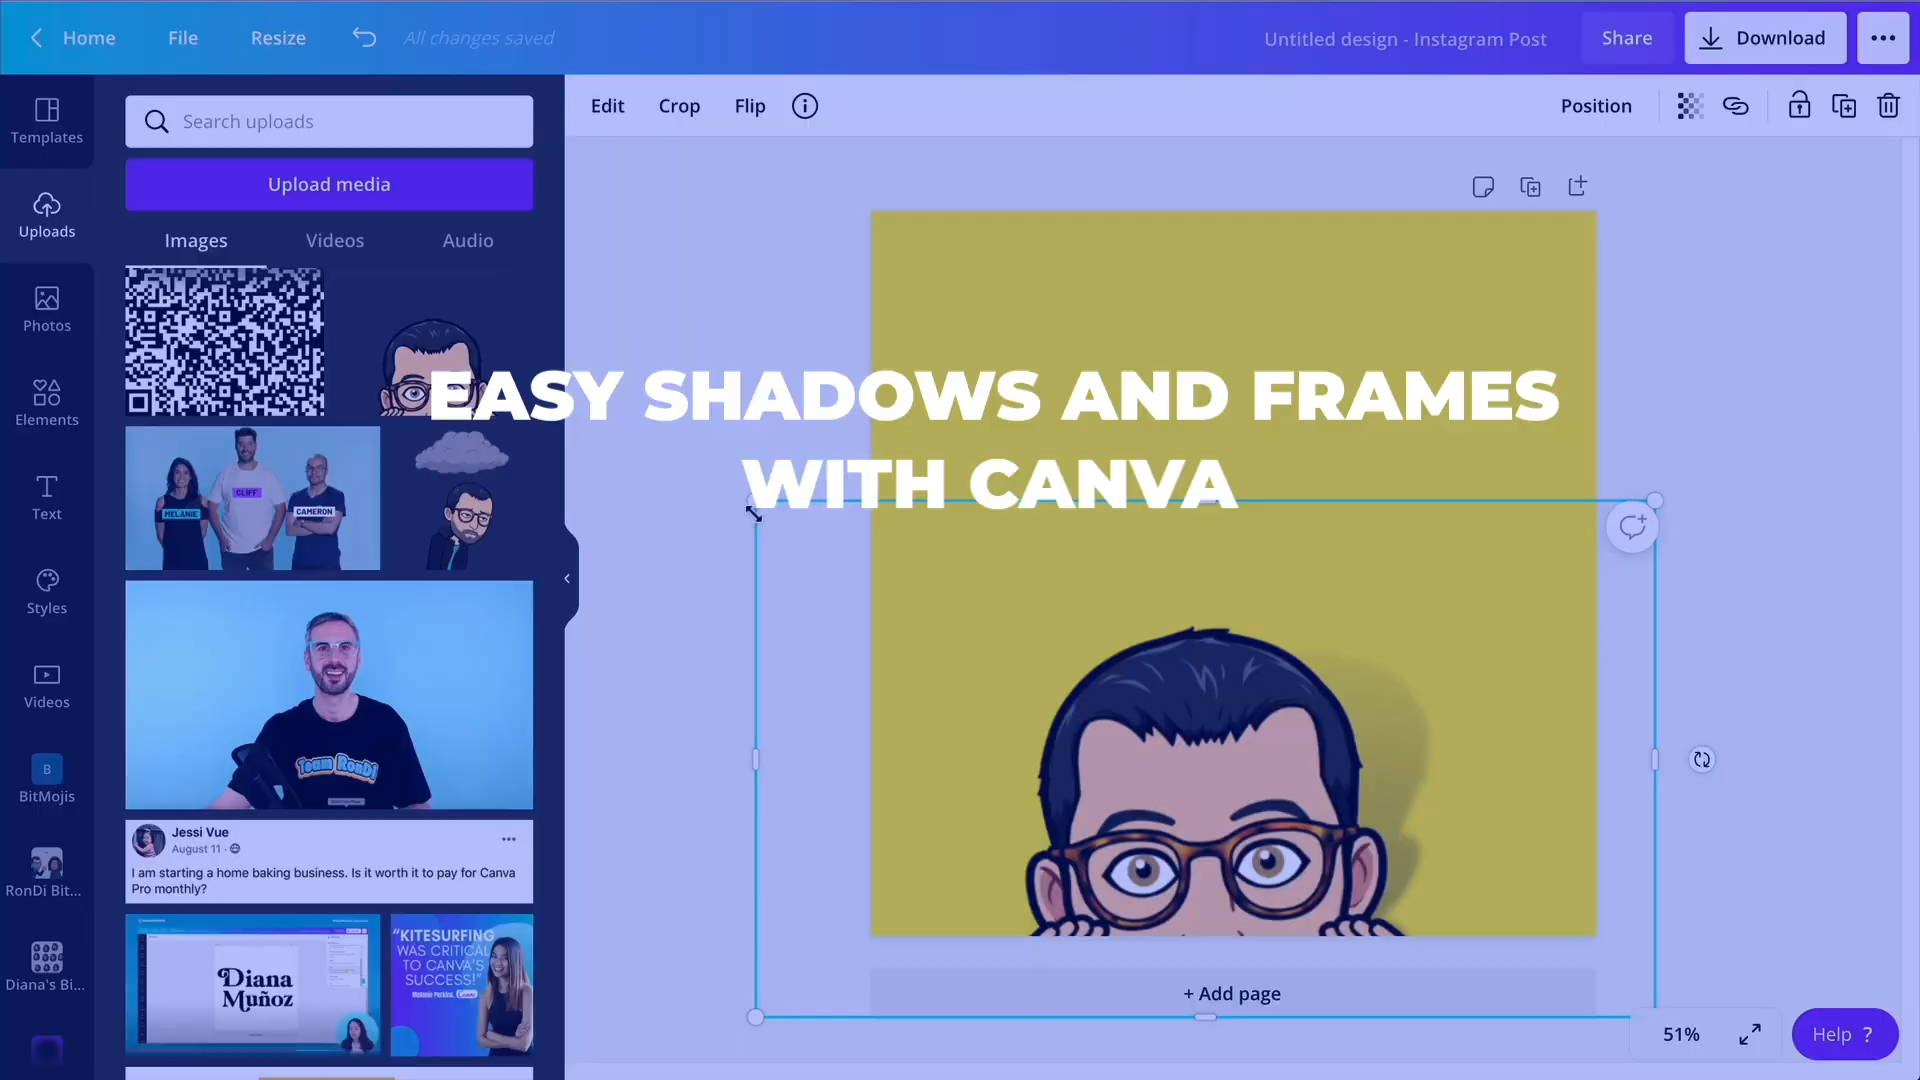 Home
File
Resize
All changes saved
Untitled design - Instagram Post
Share
Download
Templates
Uploads
Photos
Elements
Text
Styles
Videos
B
BitMojis
RonDi Bit...
Diana's Bi...
Search uploads
Upload media
Images
Videos
Audio
MELANIE
CLIFF
CAMERON
Team RonDi
Jessi Vue
August 11 ·
I am starting a home baking business. Is it worth it to pay for Canva
Pro monthly?
Diana
Muñoz
“KITESURFING
WAS CRITICAL
TO CANVA'S
SUCCESS!”
Melanie Perkins, Canva
Edit
Crop
Flip
Position
EASY SHADOWS AND FRAMES
WITH CANVA
+ Add page
51%
Help ?